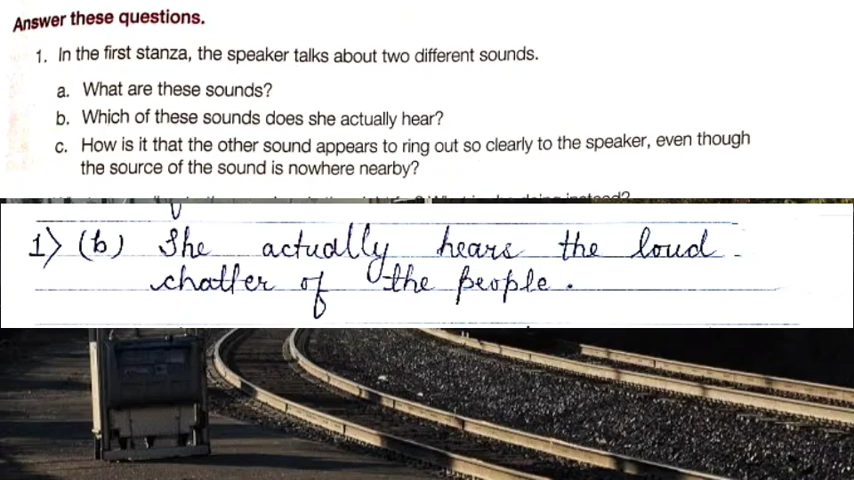 Answer these questions.
1. In the first stanza, the speaker talks about two different sounds.
a. What are these sounds?
b. Which of these sounds does she actually hear?
c. How is it that the other sound appears to ring out so clearly to the speaker, even though
the source of the sound is nowhere nearby?
1) (b) She actually hears the loud
chatter of the people.